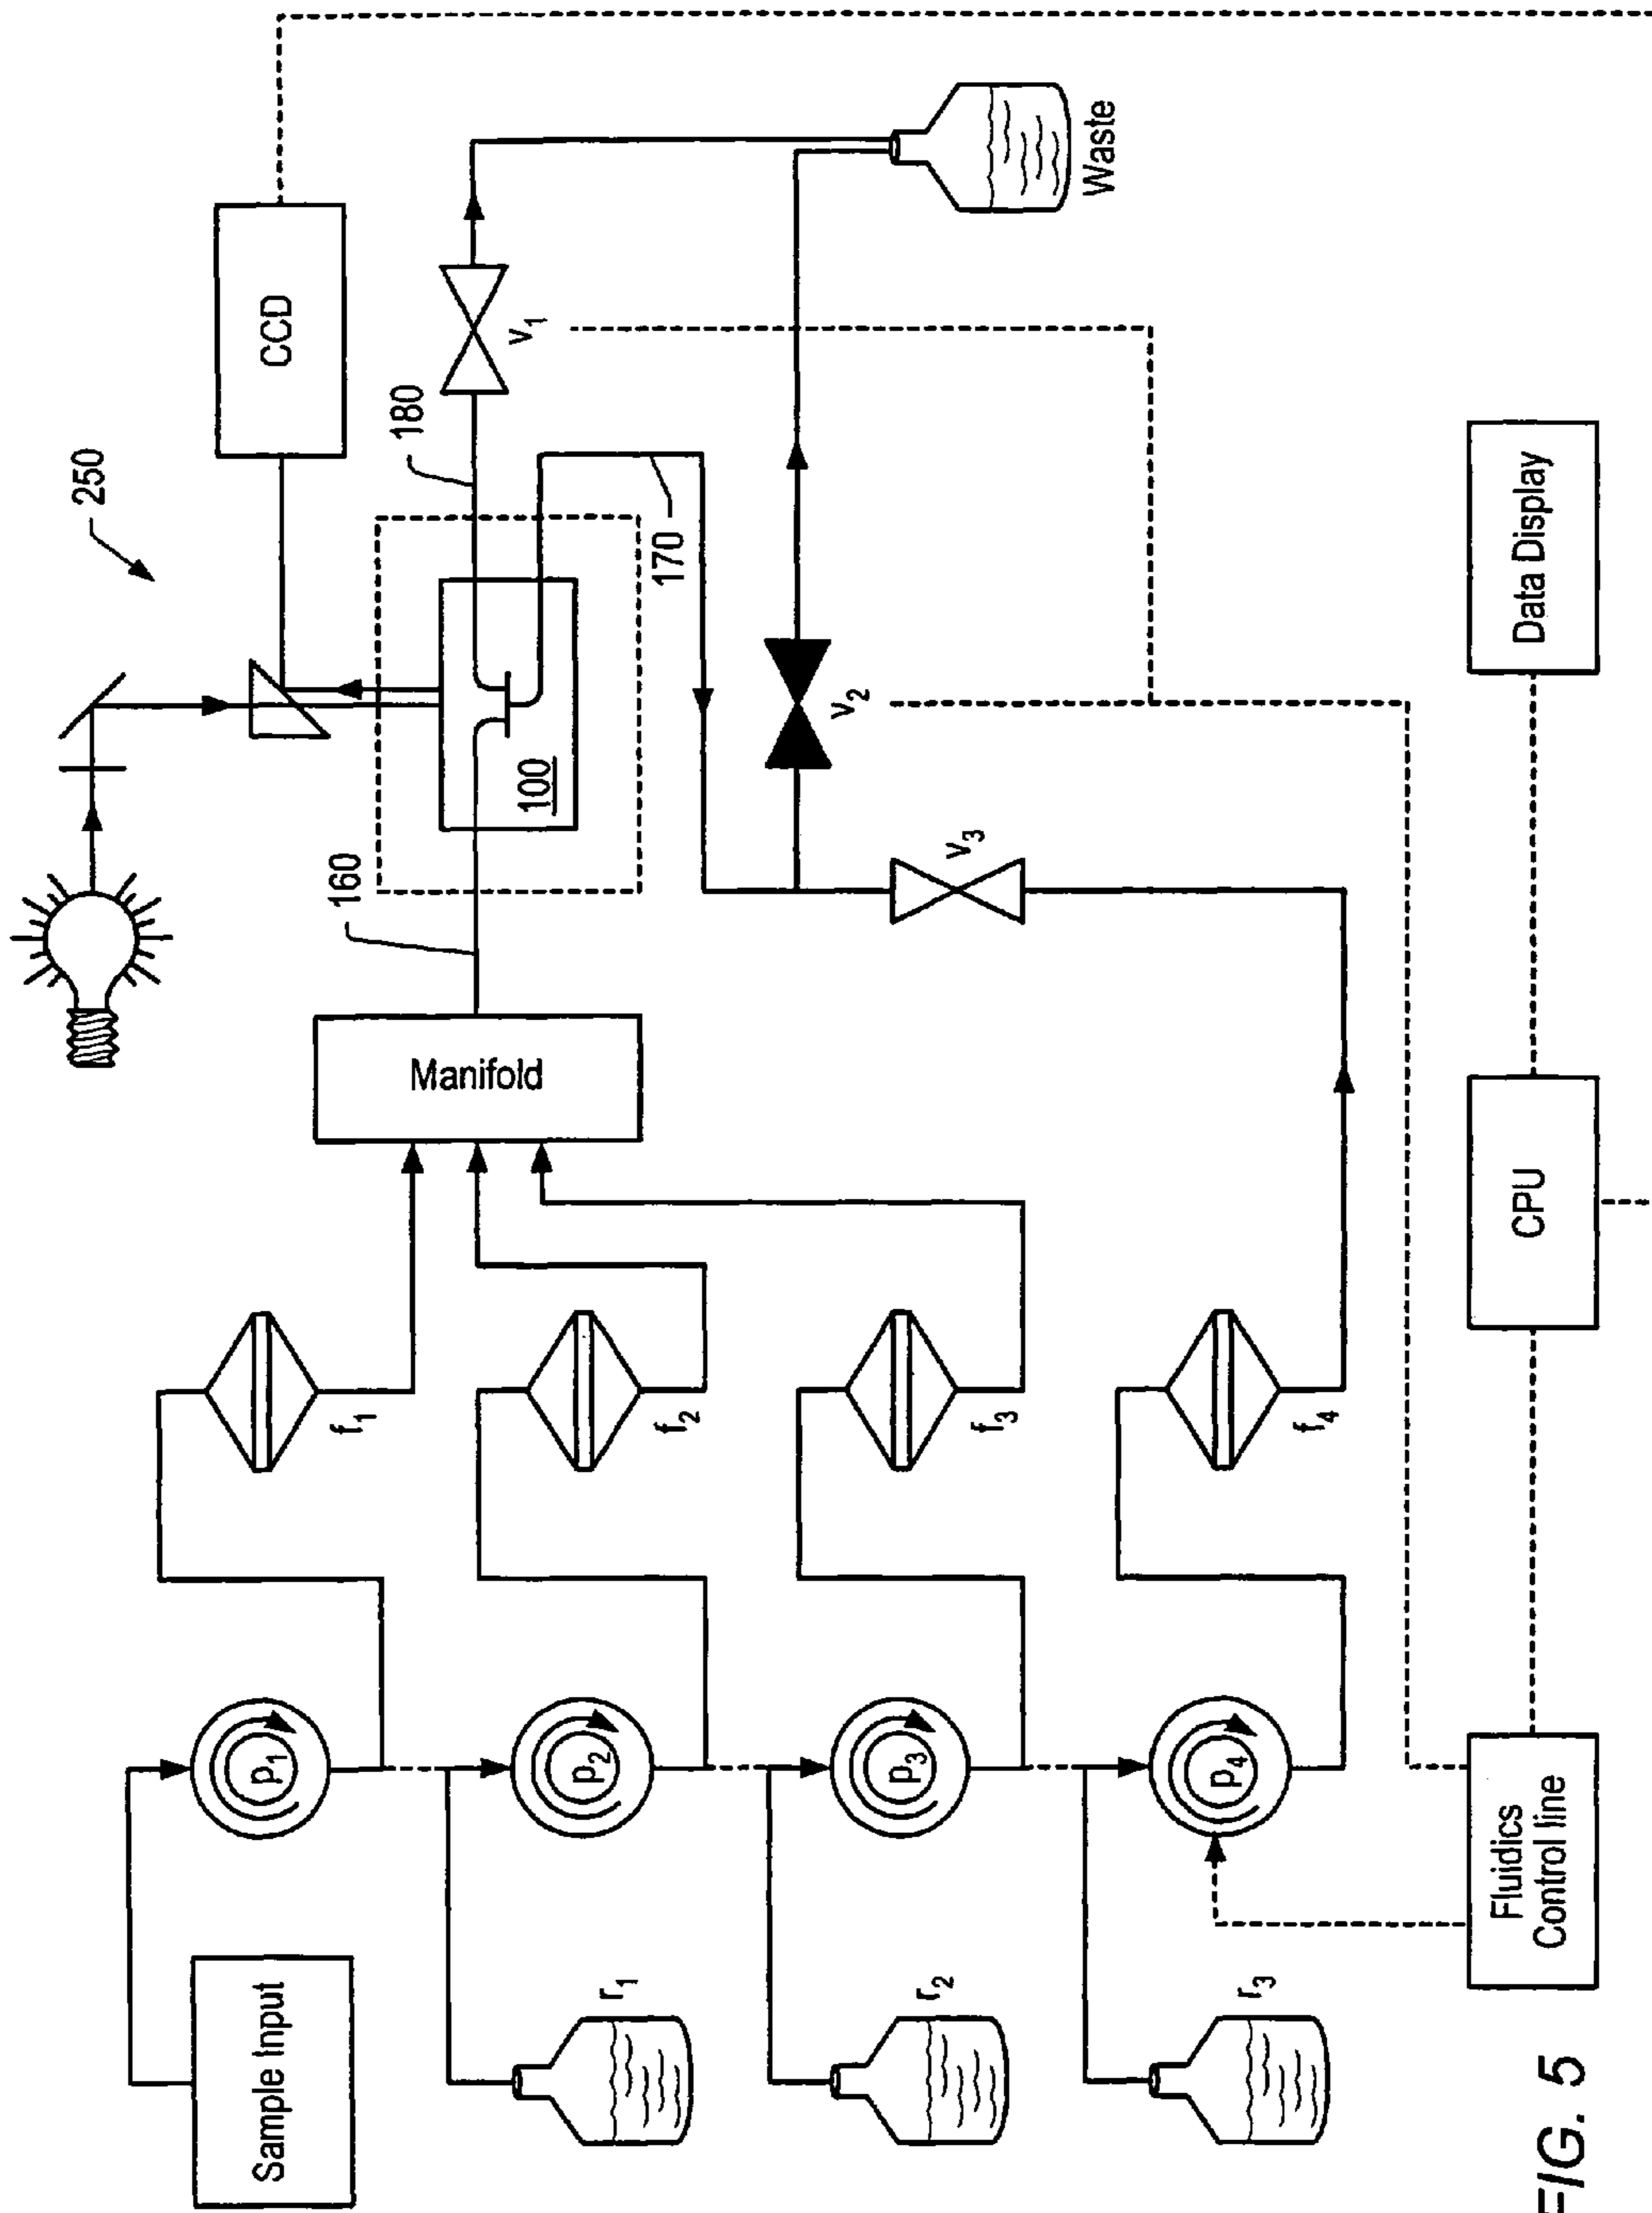 250
CCD
Sample Input
p1
f1
Manifold
160
100
180
v1
170
r1
p2
f2
v2
Waste
r2
p3
f3
v3
r3
p4
f4
Fluidics
Control line
CPU
Data Display
FIG. 5